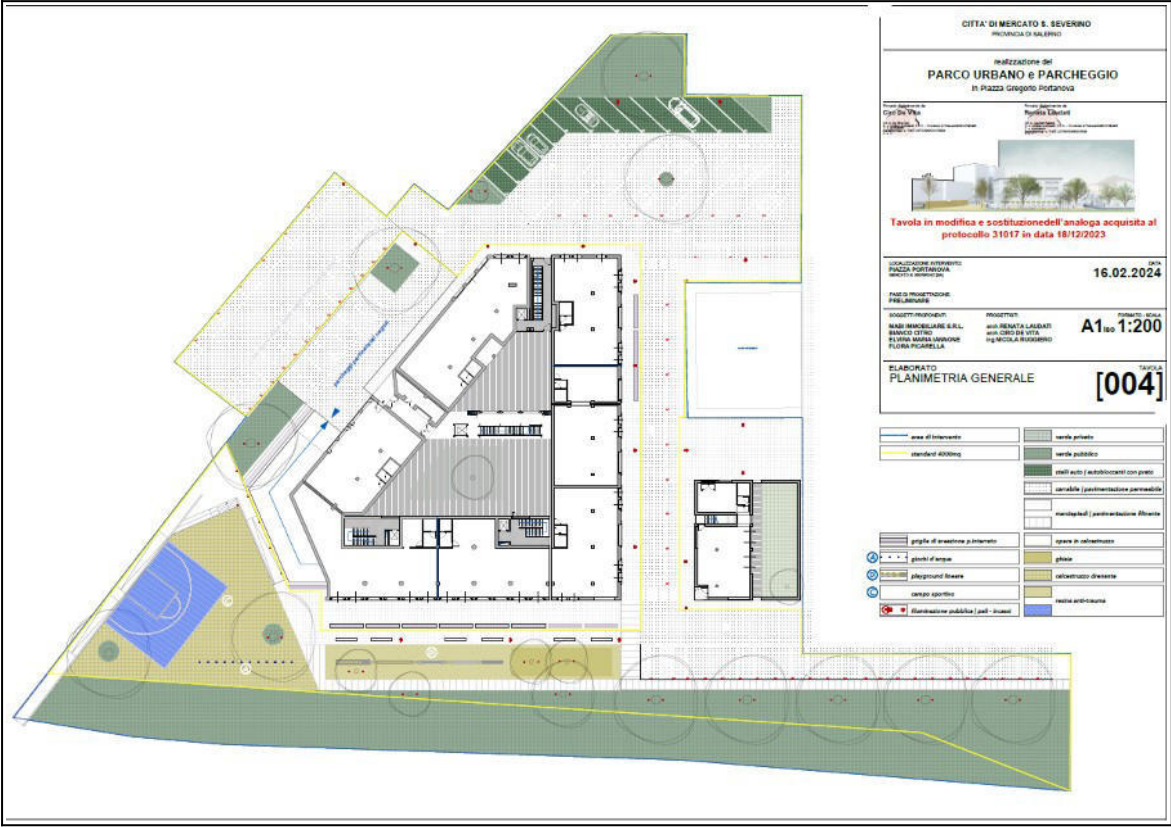 CITTA' DI MERCATO S. SEVERINO
PROVINCIA DI SALERNO
realizzazione del
PARCO URBANO e PARCHEGGIO
in Piazza Gregorio Portanova
Ciro De Vita
Renata Laudati
Tavola in modifica e sostituzionedell'analoga acquisita al
protocollo 31017 in data 18/12/2023
LOCALIZZAZIONE INTERVENTO
PIAZZA PORTANOVA
DATA
16.02.2024
FASE DI PROGETTAZIONE
PRELIMINARE
SOGGETTI PROPONENTI
MABI IMMOBILIARE S.R.L.
BIANCO CITRO
ELVIRA MARIA IANNONE
FLORA PICARELLA
PROGETTISTI
arch.RENATA LAUDATI
arch.CIRO DE VITA
ing.NICOLA RUGGIERO
FORMATO - SCALA
A1 iso 1:200
ELABORATO
PLANIMETRIA GENERALE
TAVOLA
[004]
area di intervento
standard 4000mq
verde privato
verde pubblico
stalli auto | autobloccanti con prato
carrabile | pavimentazione permeabile
marciapiedi | pavimentazione filtrante
griglie di areazione p.interrato
opere in calcestruzzo
A
giochi d'acqua
ghiaia
playground lineare
calcestruzzo drenante
C
campo sportivo
resina anti-trauma
illuminazione pubblica | pali - incassi